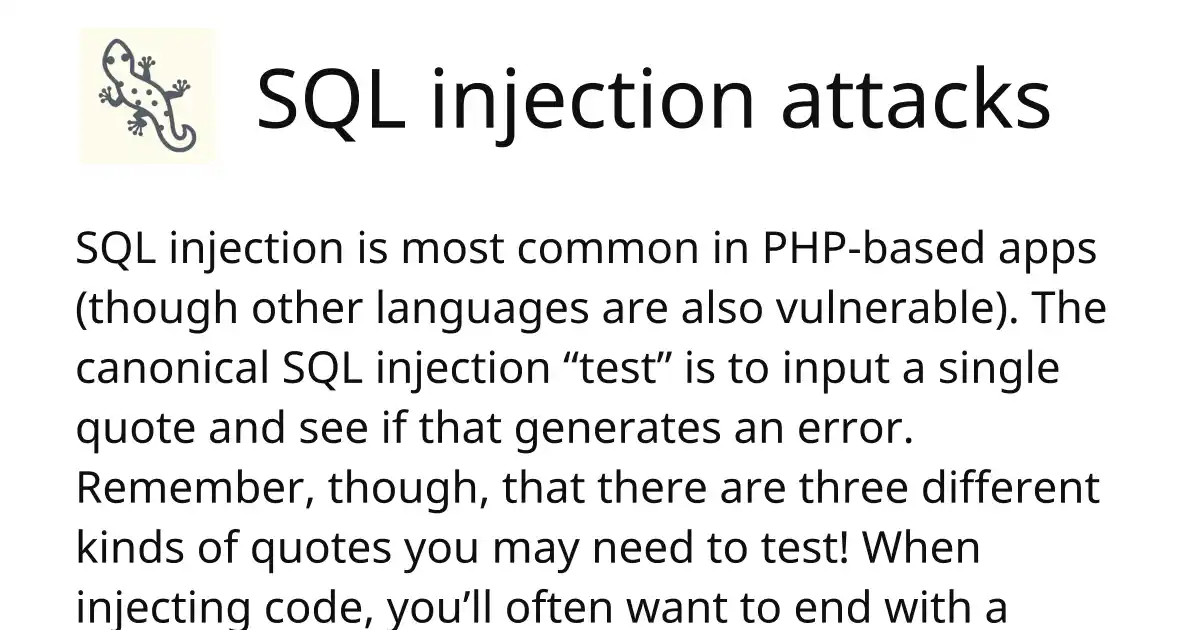 SQL injection attacks
SQL injection is most common in PHP-based apps
(though other languages are also vulnerable). The
canonical SQL injection “test” is to input a single
quote and see if that generates an error.
Remember, though, that there are three different
kinds of quotes you may need to test! When
injecting code, you’ll often want to end with a